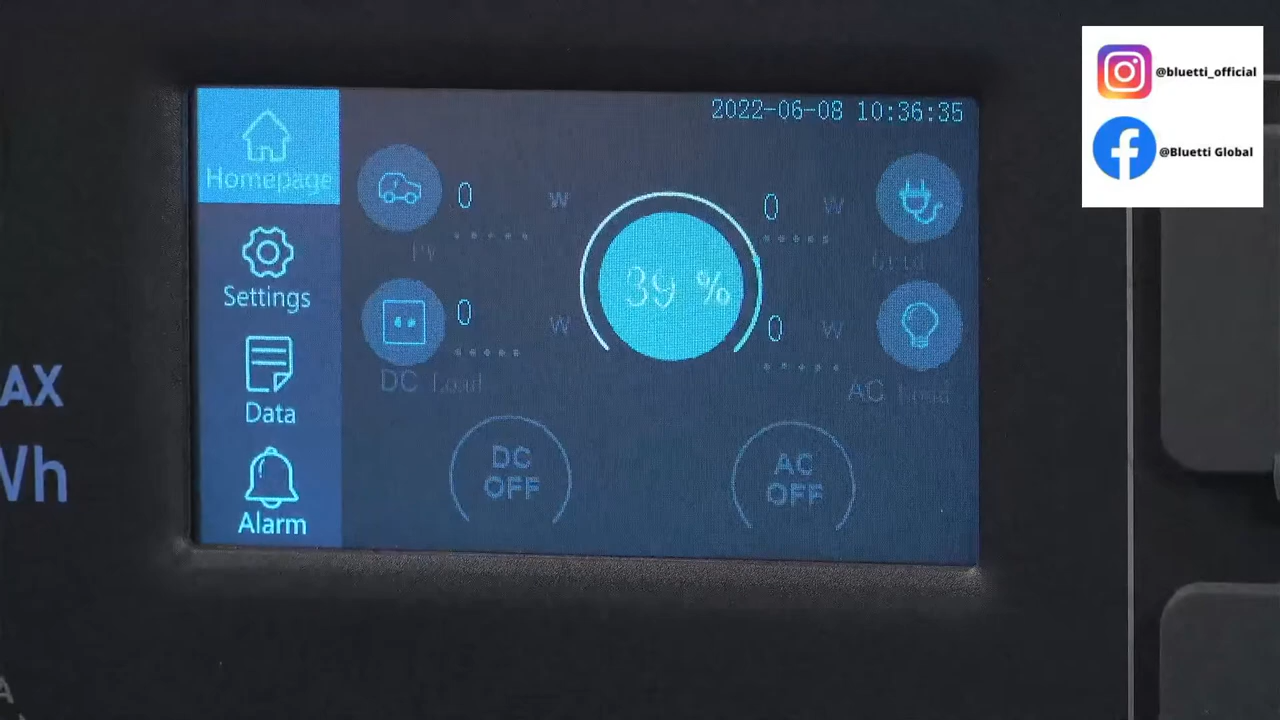 @bluetti_official
@Bluetti Global
2022-06-08 10:36:35
Homepage
Settings
Data
Alarm
0 W
PV
0 W
Grid
39 %
0 W
DC Load
0 W
AC Load
DC
OFF
AC
OFF
AX
Wh
A